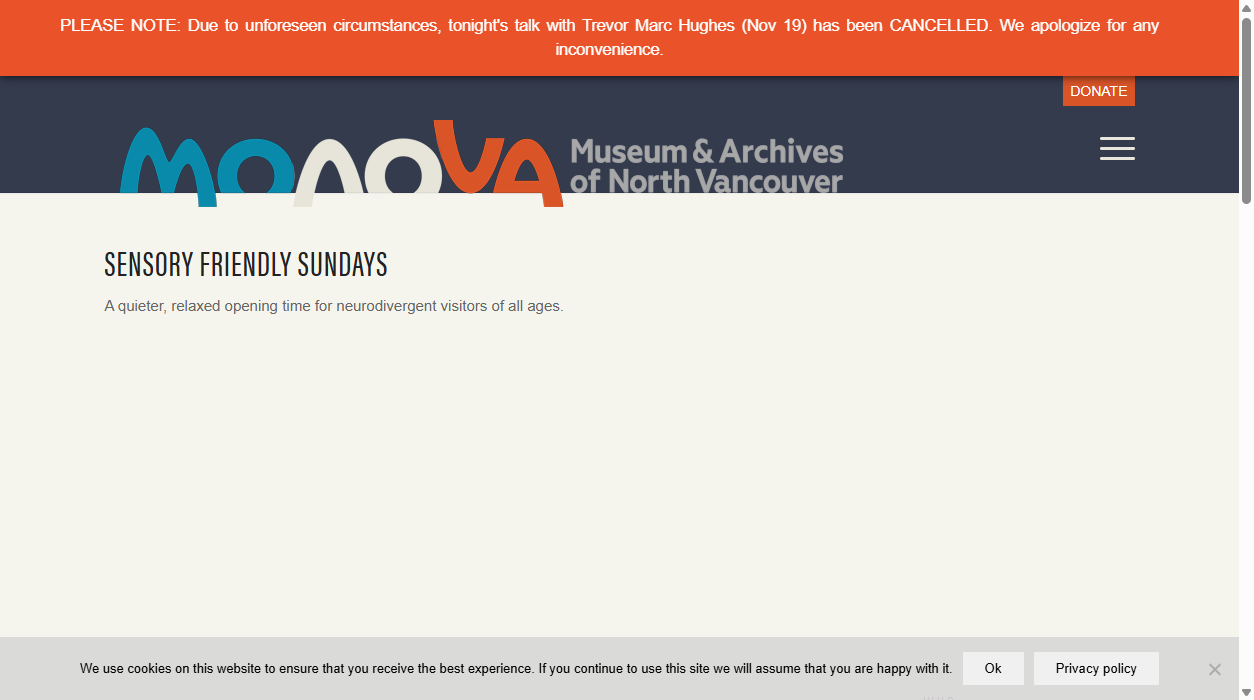 PLEASE NOTE: Due to unforeseen circumstances, tonight's talk with Trevor Marc Hughes (Nov 19) has been CANCELLED. We apologize for any
inconvenience.
DONATE
MONOVA
Museum & Archives
of North Vancouver
SENSORY FRIENDLY SUNDAYS
A quieter, relaxed opening time for neurodivergent visitors of all ages.
We use cookies on this website to ensure that you receive the best experience. If you continue to use this site we will assume that you are happy with it.
Ok
Privacy policy